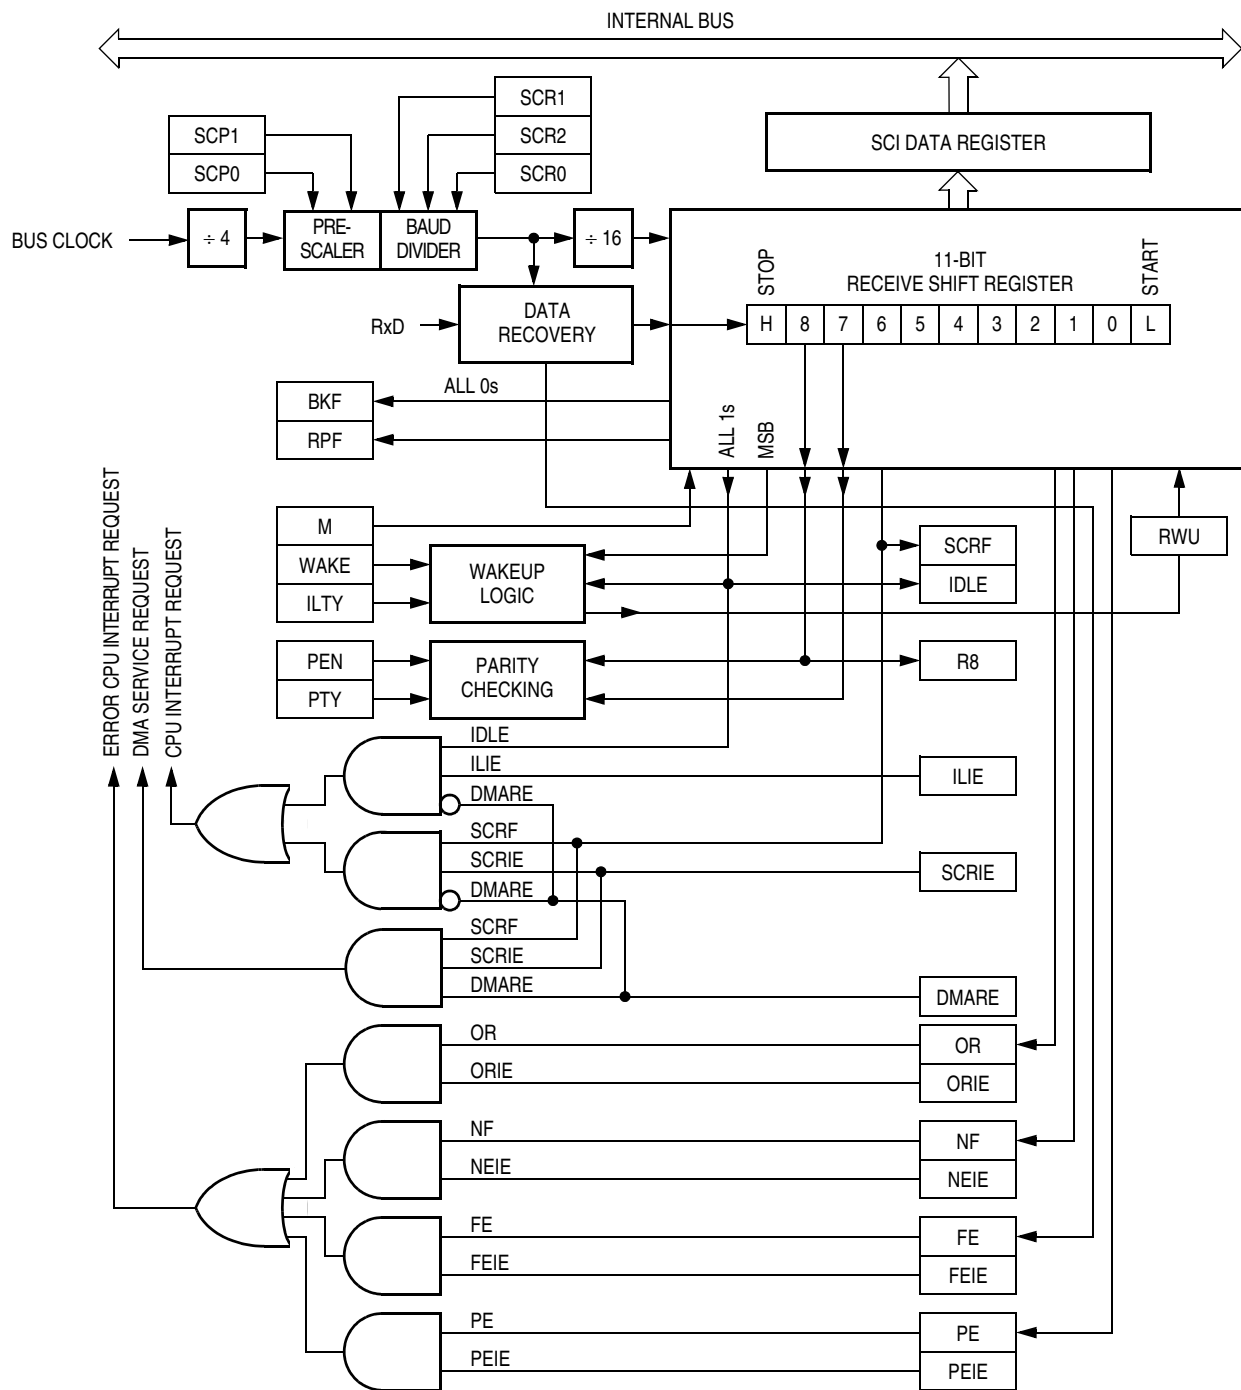 INTERNAL BUS
SCR1
SCP1
SCR2
SCI DATA REGISTER
SCP0
SCR0
BUS CLOCK
÷ 4
PRE-
SCALER
BAUD
DIVIDER
÷ 16
STOP
11-BIT
RECEIVE SHIFT REGISTER
START
RxD
DATA
RECOVERY
H 8 7 6 5 4 3 2 1 0 L
ALL 0s
BKF
RPF
ALL 1s
MSB
M
WAKE
ILTY
WAKEUP
LOGIC
SCRF
IDLE
RWU
PEN
PTY
PARITY
CHECKING
R8
ERROR CPU INTERRUPT REQUEST
DMA SERVICE REQUEST
CPU INTERRUPT REQUEST
IDLE
ILIE
ILIE
DMARE
SCRF
SCRIE
SCRIE
DMARE
SCRF
SCRIE
DMARE
DMARE
OR
OR
ORIE
ORIE
NF
NF
NEIE
NEIE
FE
FE
FEIE
FEIE
PE
PE
PEIE
PEIE